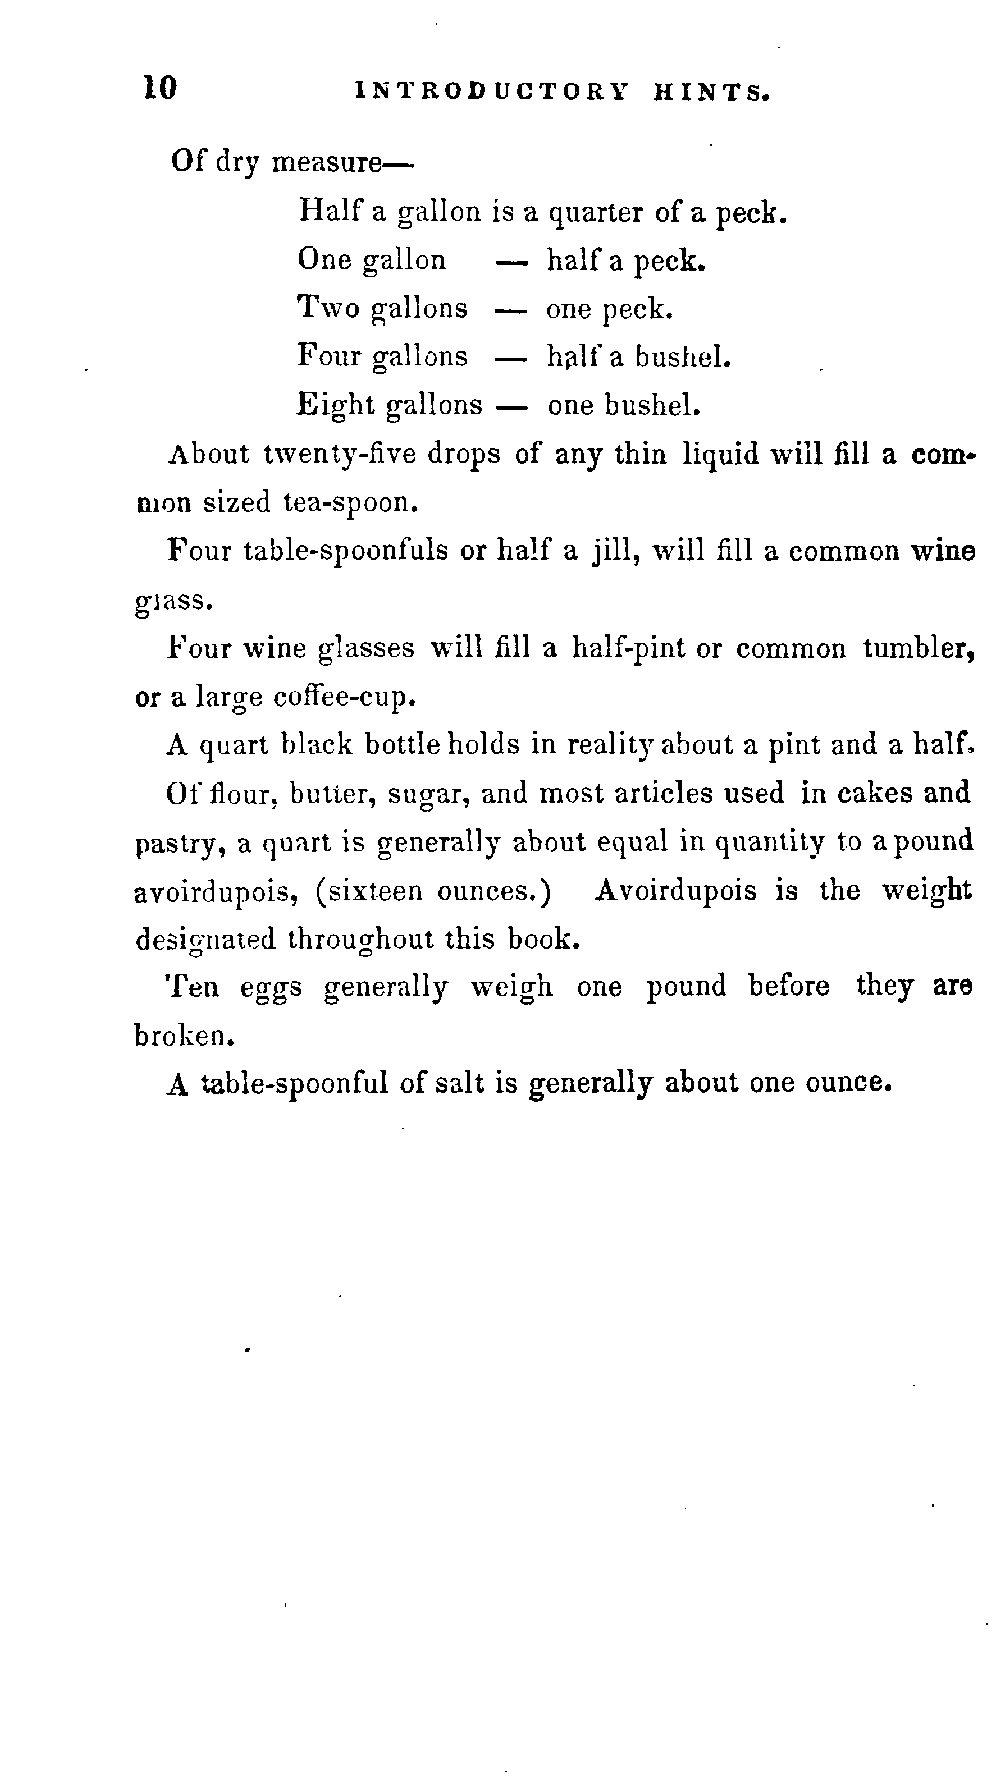 10 INTRODUCTORY HINTS.
Of dry measure—
Half a gallon is a quarter of a peck.
One gallon — half a peck.
Two gallons — one peck.
Four gallons — half a bushel.
Eight gallons — one bushel.
About twenty-five drops of any thin liquid will fill a com-
mon sized tea-spoon.
Four table-spoonfuls or half a jill, will fill a common wine
glass.
Four wine glasses will fill a half-pint or common tumbler,
or a large coffee-cup.
A quart black bottle holds in reality about a pint and a half.
Of flour, butter, sugar, and most articles used in cakes and
pastry, a quart is generally about equal in quantity to a pound
avoirdupois, (sixteen ounces.) Avoirdupois is the weight
designated throughout this book.
Ten eggs generally weigh one pound before they are
broken.
A table-spoonful of salt is generally about one ounce.